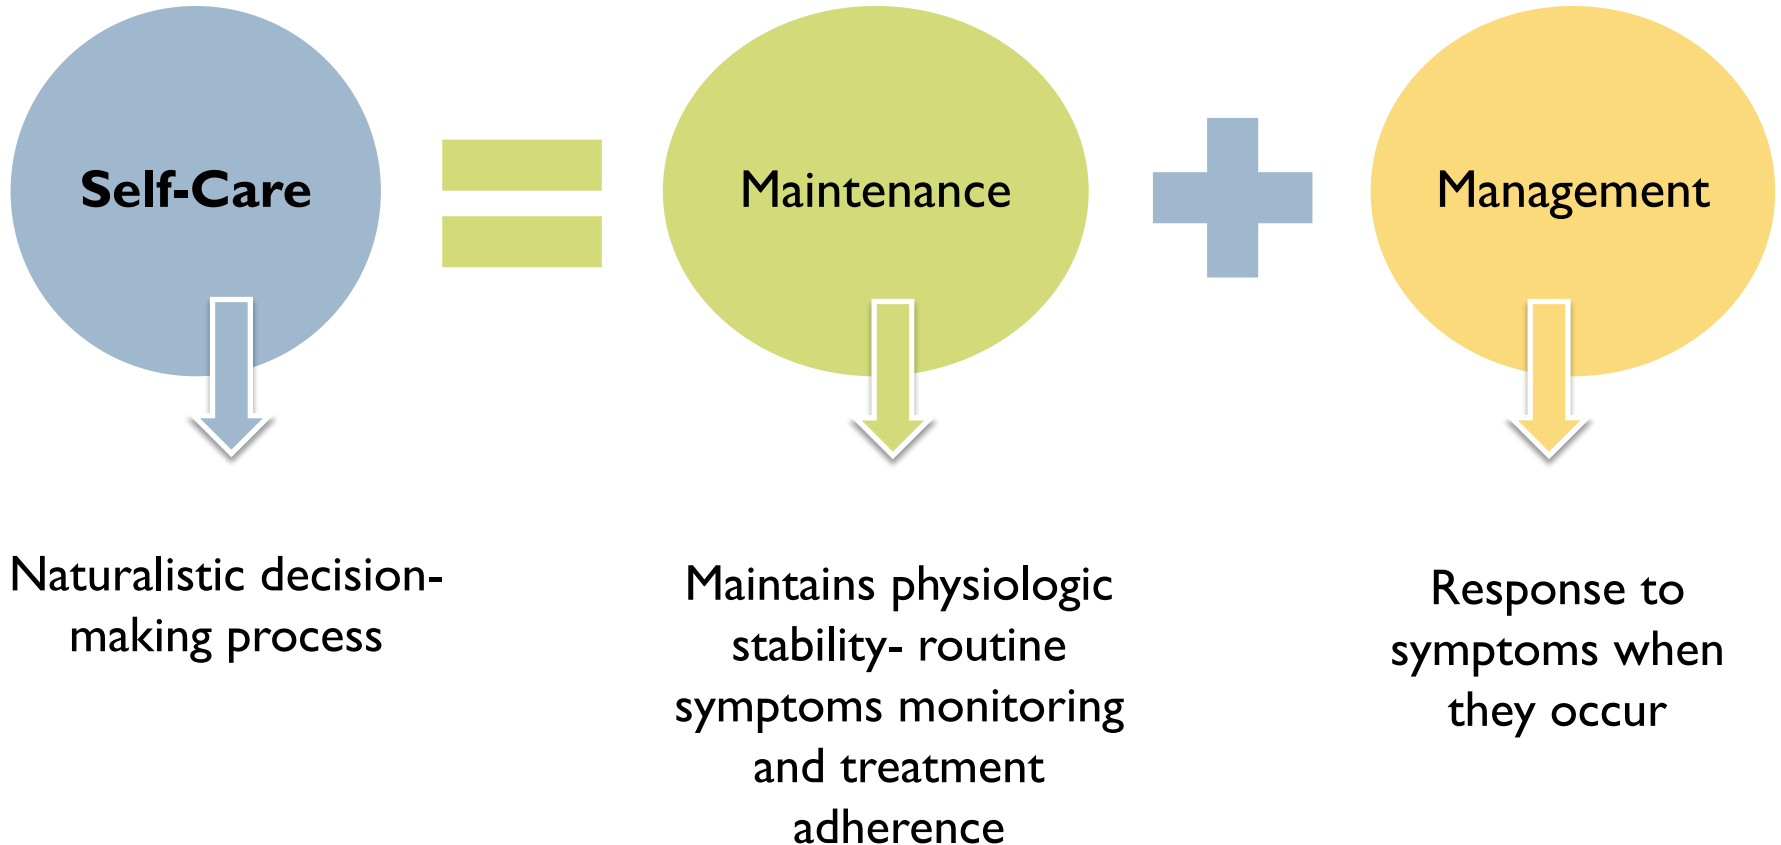 Self-Care
Maintenance
Management
Naturalistic decision-
making process
Maintains physiologic
stability- routine
symptoms monitoring
and treatment
adherence
Response to
symptoms when
they occur